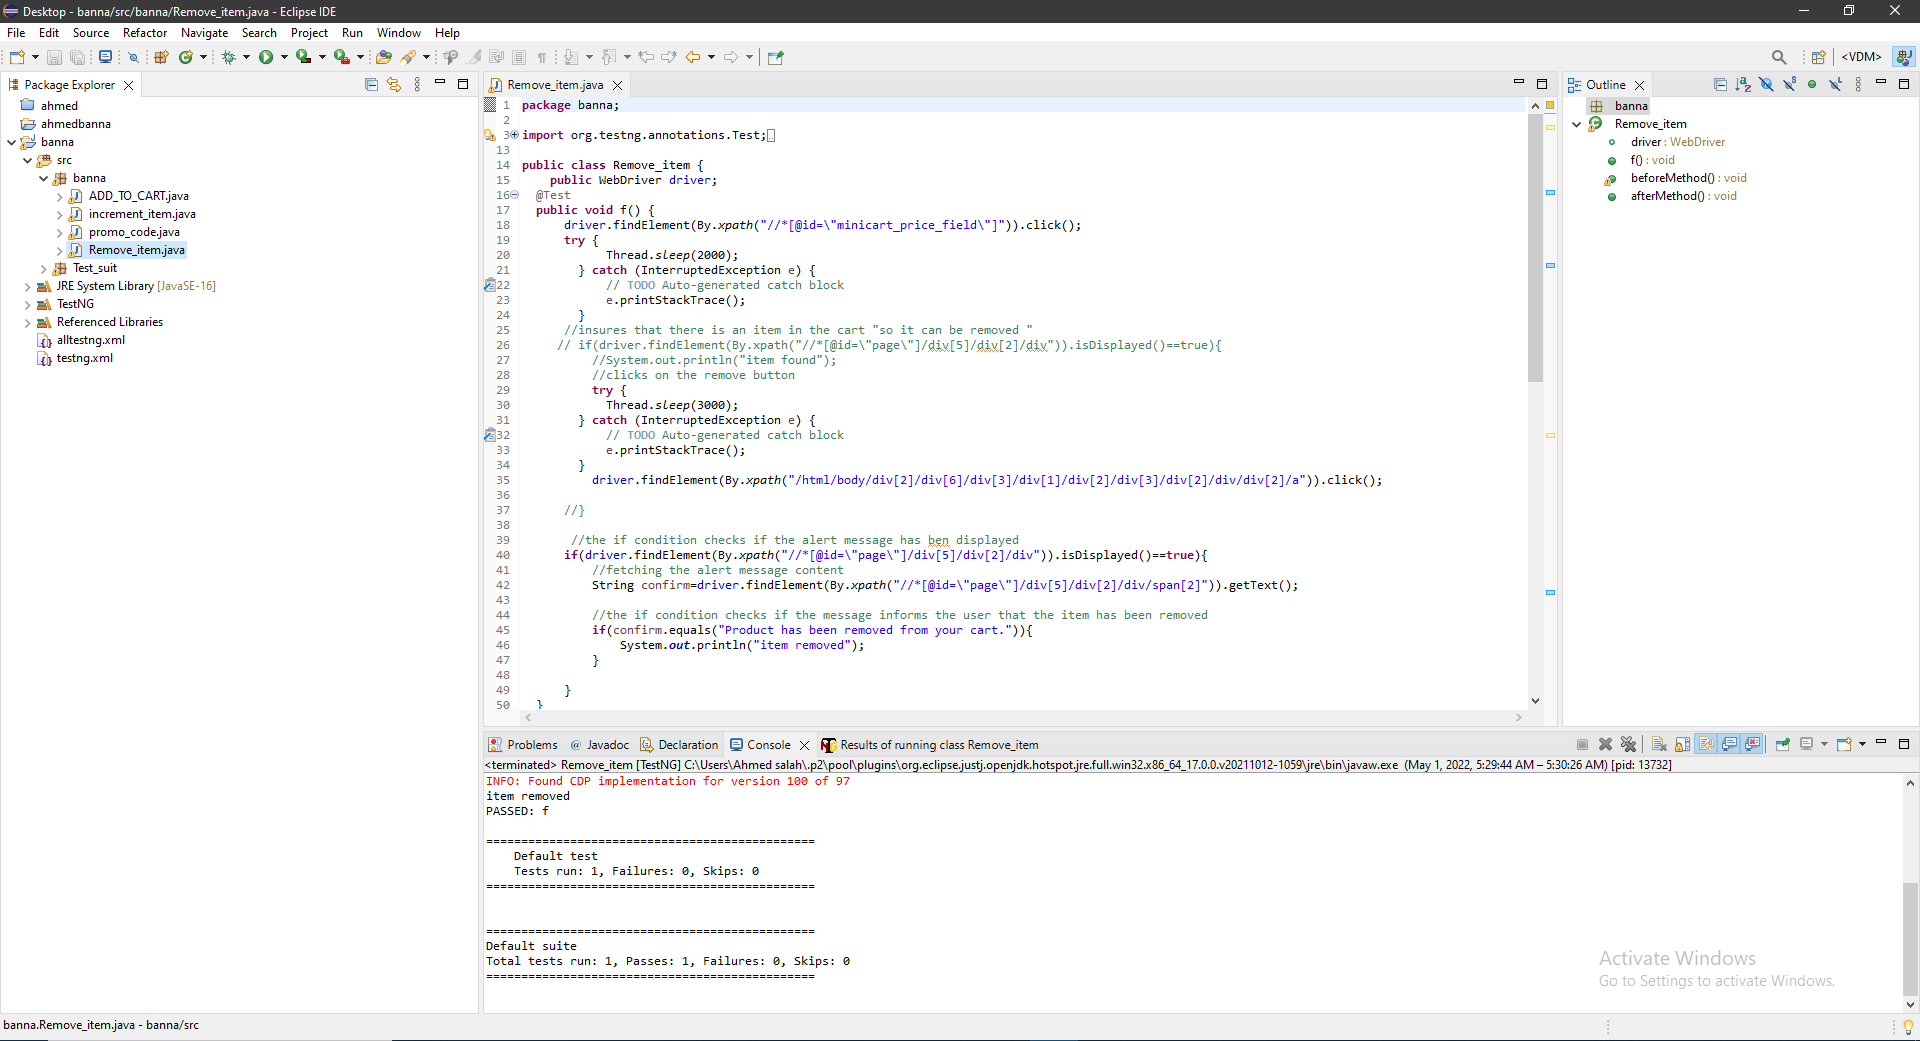 Desktop - banna/src/banna/Remove_item.java - Eclipse IDE
File Edit Source Refactor Navigate Search Project Run Window Help
<VDM>
Package Explorer
ahmed
ahmedbanna
banna
src
banna
ADD_TO_CART.java
increment_item.java
promo_code.java
Remove_item.java
Test_suit
JRE System Library [JavaSE-16]
TestNG
Referenced Libraries
alltestng.xml
testng.xml
Remove_item.java
1 package banna;
2
3 import org.testng.annotations.Test;
13
14 public class Remove_item {
15 public WebDriver driver;
16 @Test
17 public void f() {
18 driver.findElement(By.xpath("//*[@id=\"minicart_price_field\"]")).click();
19 try {
20 Thread.sleep(2000);
21 } catch (InterruptedException e) {
22 // TODO Auto-generated catch block
23 e.printStackTrace();
24 }
25 //insures that there is an item in the cart "so it can be removed "
26 // if(driver.findElement(By.xpath("//*[@id=\"page\"]/div[5]/div[2]/div")).isDisplayed()==true){
27 //System.out.println("item found");
28 //clicks on the remove button
29 try {
30 Thread.sleep(3000);
31 } catch (InterruptedException e) {
32 // TODO Auto-generated catch block
33 e.printStackTrace();
34 }
35 driver.findElement(By.xpath("/html/body/div[2]/div[6]/div[3]/div[1]/div[2]/div[3]/div[2]/div/div[2]/a")).click();
36
37 //}
38
39 //the if condition checks if the alert message has ben displayed
40 if(driver.findElement(By.xpath("//*[@id=\"page\"]/div[5]/div[2]/div")).isDisplayed()==true){
41 //fetching the alert message content
42 String confirm=driver.findElement(By.xpath("//*[@id=\"page\"]/div[5]/div[2]/div/span[2]")).getText();
43
44 //the if condition checks if the message informs the user that the item has been removed
45 if(confirm.equals("Product has been removed from your cart.")){
46 System.out.println("item removed");
47 }
48
49 }
50 }
Outline
banna
Remove_item
driver : WebDriver
f() : void
beforeMethod() : void
afterMethod() : void
Problems @ Javadoc Declaration Console Results of running class Remove_item
<terminated> Remove_item [TestNG] C:\Users\Ahmed salah\.p2\pool\plugins\org.eclipse.justj.openjdk.hotspot.jre.full.win32.x86_64_17.0.0.v20211012-1059\jre\bin\javaw.exe (May 1, 2022, 5:29:44 AM – 5:30:26 AM) [pid: 13732]
INFO: Found CDP implementation for version 100 of 97
item removed
PASSED: f
===============================================
Default test
Tests run: 1, Failures: 0, Skips: 0
===============================================
===============================================
Default suite
Total tests run: 1, Passes: 1, Failures: 0, Skips: 0
===============================================
Activate Windows
Go to Settings to activate Windows.
banna.Remove_item.java - banna/src